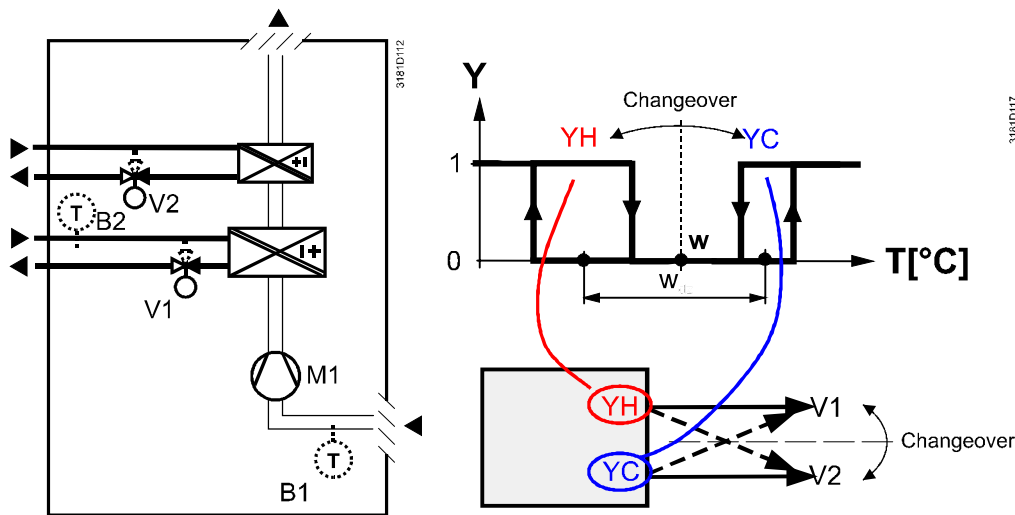 3181D112
V2
T
B2
V1
M1
T
B1
Y
Changeover
3181D117
YH
YC
1
w
0
T[°C]
w
YH
V1
Changeover
YC
V2